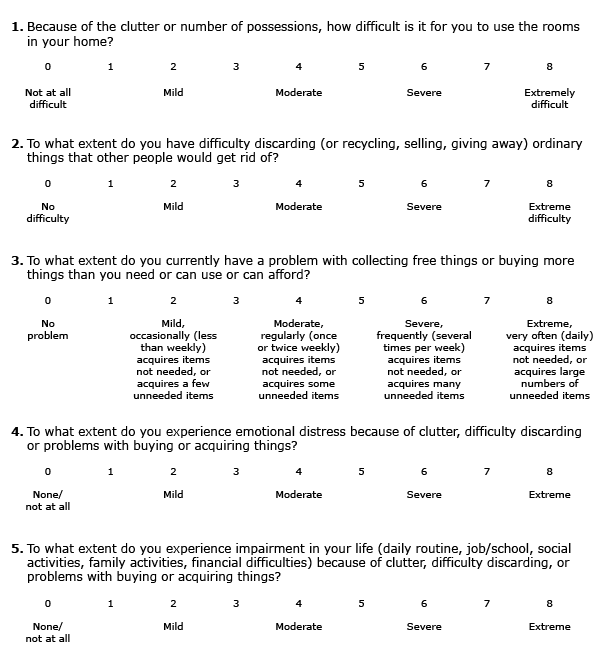 1. Because of the clutter or number of possessions, how difficult is it for you to use the rooms
in your home?
0 1 2 3 4 5 6 7 8
Not at all difficult Mild Moderate Severe Extremely difficult
2. To what extent do you have difficulty discarding (or recycling, selling, giving away) ordinary
things that other people would get rid of?
0 1 2 3 4 5 6 7 8
No difficulty Mild Moderate Severe Extreme difficulty
3. To what extent do you currently have a problem with collecting free things or buying more
things than you need or can use or can afford?
0 1 2 3 4 5 6 7 8
No
problem
Mild,
occasionally (less
than weekly)
acquires items
not needed, or
acquires a few
unneeded items
Moderate,
regularly (once
or twice weekly)
acquires items
not needed, or
acquires some
unneeded items
Severe,
frequently (several
times per week)
acquires items
not needed, or
acquires many
unneeded items
Extreme,
very often (daily)
acquires items
not needed, or
acquires large
numbers of
unneeded items
4. To what extent do you experience emotional distress because of clutter, difficulty discarding
or problems with buying or acquiring things?
0 1 2 3 4 5 6 7 8
None/ not at all Mild Moderate Severe Extreme
5. To what extent do you experience impairment in your life (daily routine, job/school, social
activities, family activities, financial difficulties) because of clutter, difficulty discarding, or
problems with buying or acquiring things?
0 1 2 3 4 5 6 7 8
None/ not at all Mild Moderate Severe Extreme